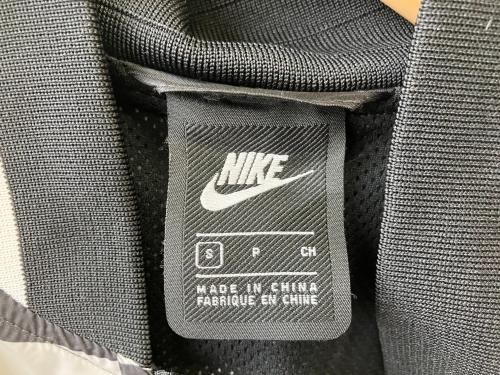 NIKE
S P CH
MADE IN CHINA
FABRIQUE EN CHINE